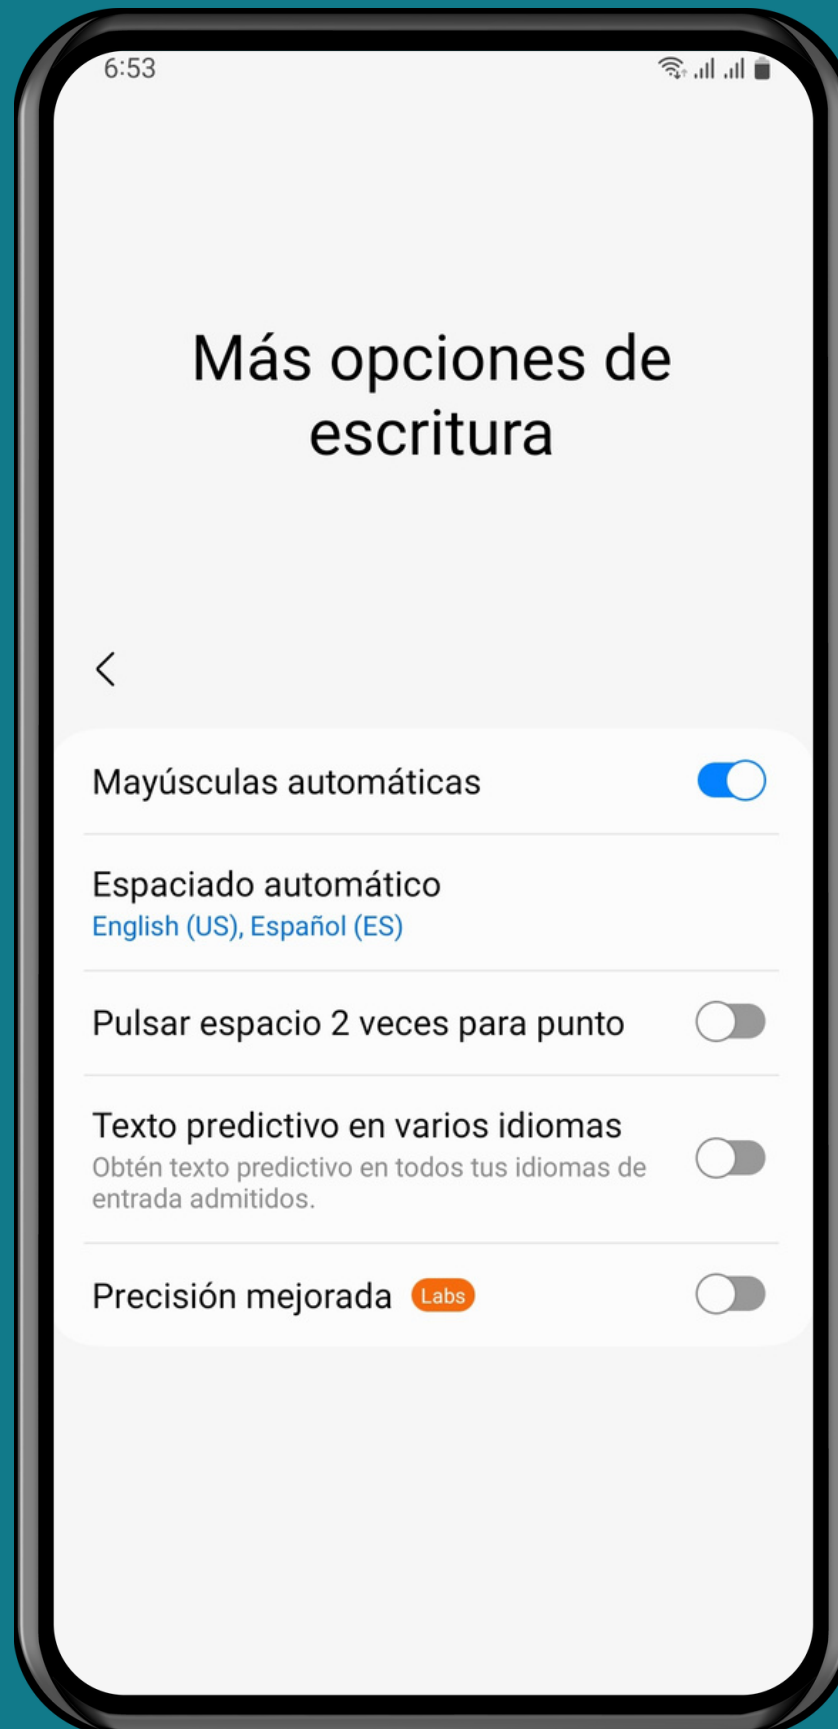 6:53
Más opciones de
escritura
Mayúsculas automáticas
Espaciado automático
English (US), Español (ES)
Pulsar espacio 2 veces para punto
Texto predictivo en varios idiomas
Obtén texto predictivo en todos tus idiomas de
entrada admitidos.
Precisión mejorada Labs